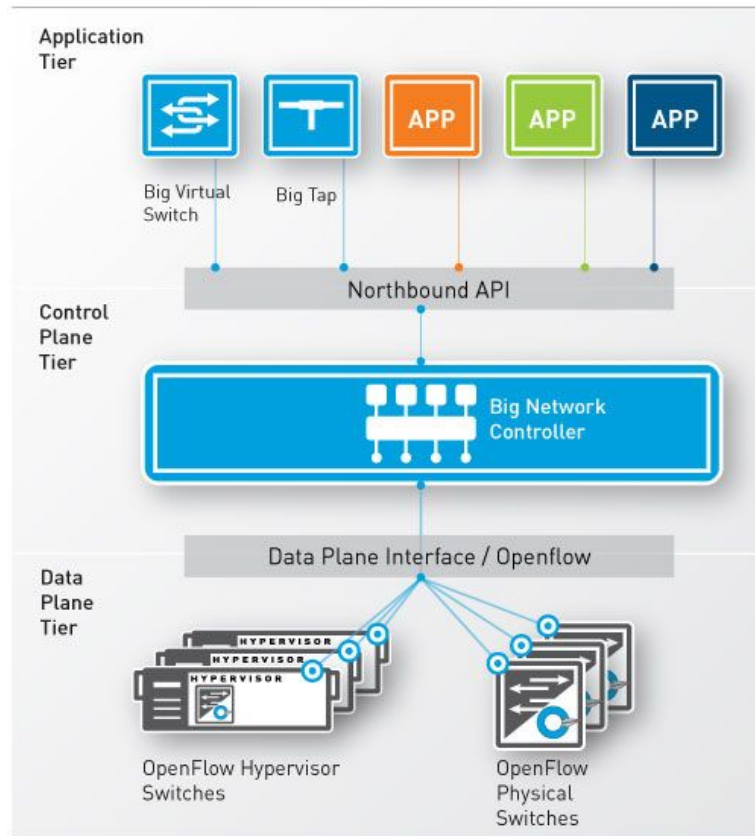 Application
Tier
APP
APP
APP
Big Virtual
Switch
Big Tap
Northbound API
Control
Plane
Tier
Big Network
Controller
Data Plane Interface / Openflow
Data
Plane
Tier
HYPERVISOR
HYPERVISOR
HYPERVISOR
OpenFlow Hypervisor
Switches
OpenFlow
Physical
Switches